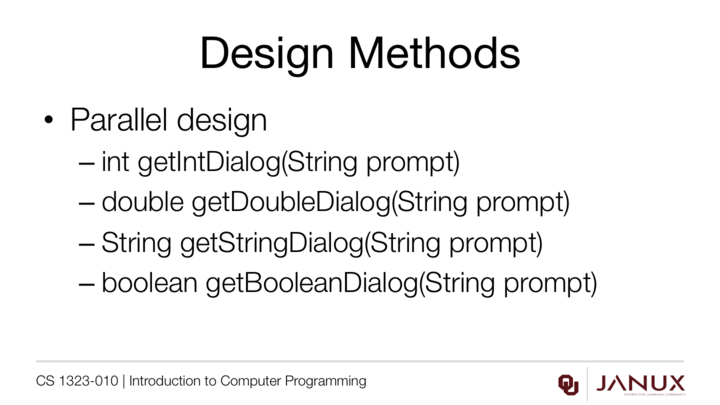 Design Methods
• Parallel design
– int getIntDialog(String prompt)
– double getDoubleDialog(String prompt)
– String getStringDialog(String prompt)
– boolean getBooleanDialog(String prompt)
CS 1323-010 | Introduction to Computer Programming
JANUX
INTERACTIVE LEARNING COMMUNITY